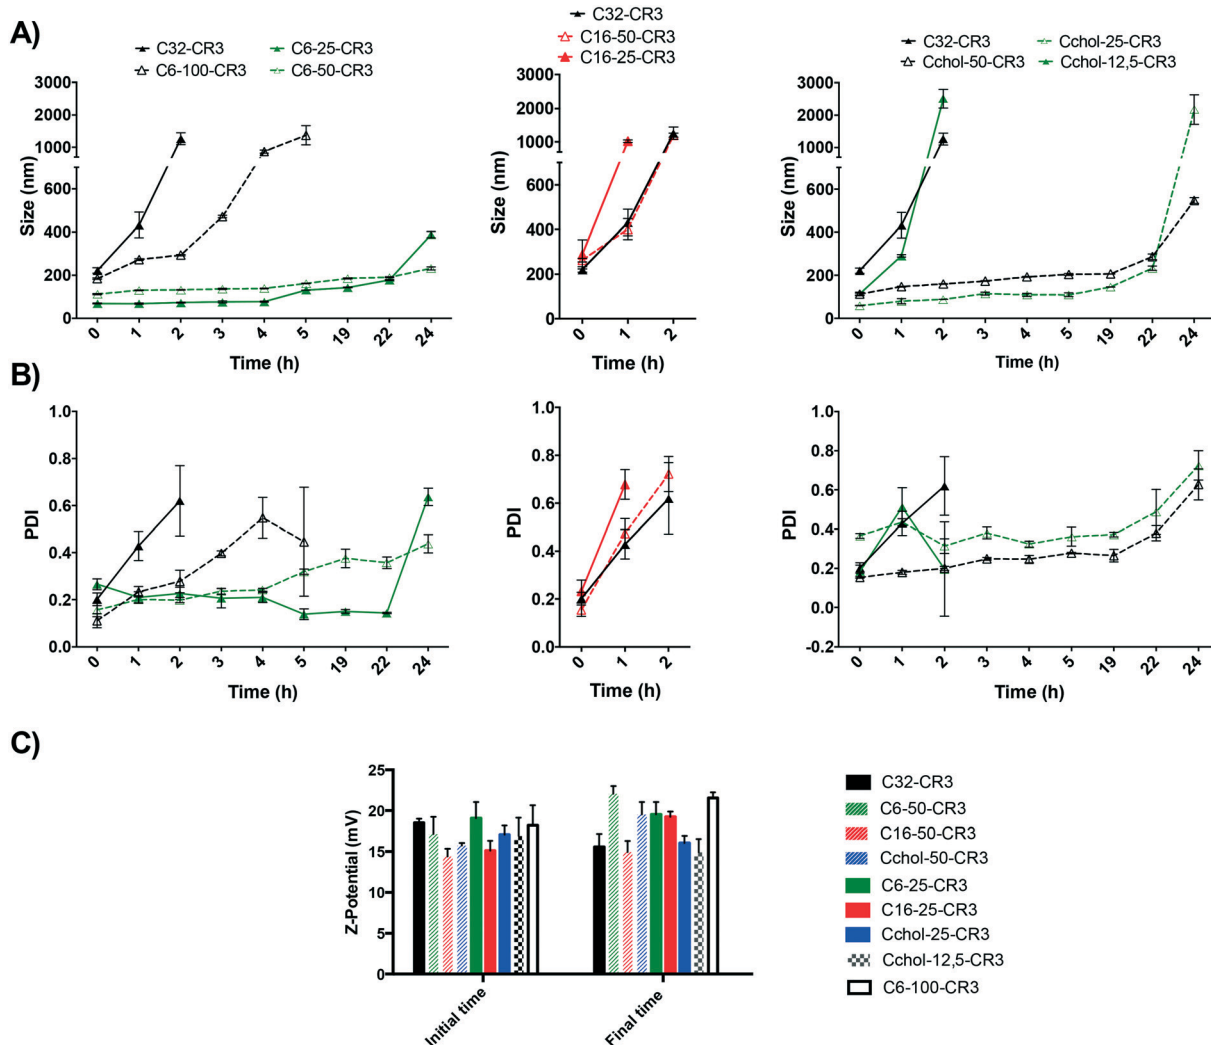 A)
C32-CR3
C6-25-CR3
C6-100-CR3
C6-50-CR3
Size (nm)
3000
2000
1000
600
400
200
0
0 1 2 3 4 5 19 22 24
Time (h)
C32-CR3
C16-50-CR3
C16-25-CR3
Size (nm)
3000
2000
1000
600
400
200
0
0 1 2
Time (h)
C32-CR3
Cchol-25-CR3
Cchol-50-CR3
Cchol-12,5-CR3
Size (nm)
3000
2000
1000
600
400
200
0
0 1 2 3 4 5 19 22 24
Time (h)
B)
PDI
1.0
0.8
0.6
0.4
0.2
0.0
0 1 2 3 4 5 19 22 24
Time (h)
PDI
1.0
0.8
0.6
0.4
0.2
0.0
0 1 2
Time (h)
PDI
1.0
0.8
0.6
0.4
0.2
0.0
-0.2
0 1 2 3 4 5 19 22 24
Time (h)
C)
Z-Potential (mV)
25
20
15
10
5
0
Initial time
Final time
C32-CR3
C6-50-CR3
C16-50-CR3
Cchol-50-CR3
C6-25-CR3
C16-25-CR3
Cchol-25-CR3
Cchol-12,5-CR3
C6-100-CR3